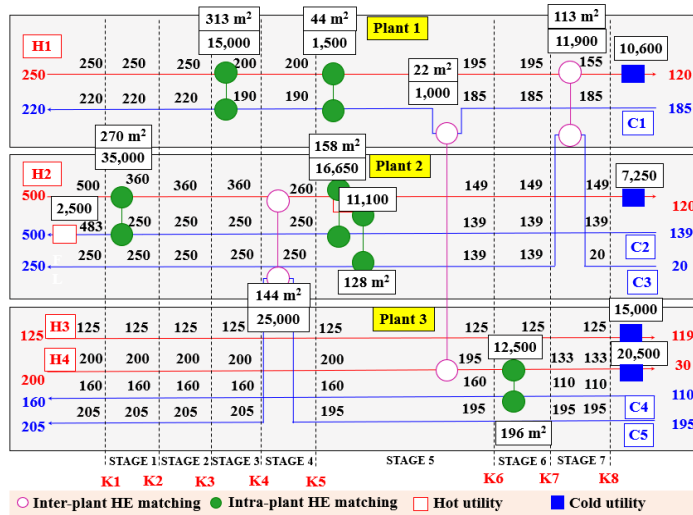 313 m²
15,000
44 m²
1,500
Plant 1
113 m²
11,900
H1
10,600
250 250 250 250 200 200 195 195 155 120
22 m²
1,000
220 220 220 220 190 190 185 185 185 185
C1
270 m²
35,000
158 m²
16,650
Plant 2
H2
7,250
500 500 360 360 360 260 149 149 149 120
2,500
11,100
500 483 250 250 250 250 139 139 139 139
C2
250 250 250 250 250 139 139 20 20
C3
144 m²
25,000
128 m²
Plant 3
15,000
H3
125 125 125 125 125 125 125 125 125 119
12,500
20,500
H4
200 200 200 200 200 200 195 133 133 30
160 160 160 160 160 160 160 110 110 110
C4
205 205 205 205 205 195 195 195 195
C5
196 m²
STAGE 1 STAGE 2 STAGE 3 STAGE 4 STAGE 5 STAGE 6 STAGE 7
K1 K2 K3 K4 K5 K6 K7 K8
Inter-plant HE matching Intra-plant HE matching Hot utility Cold utility